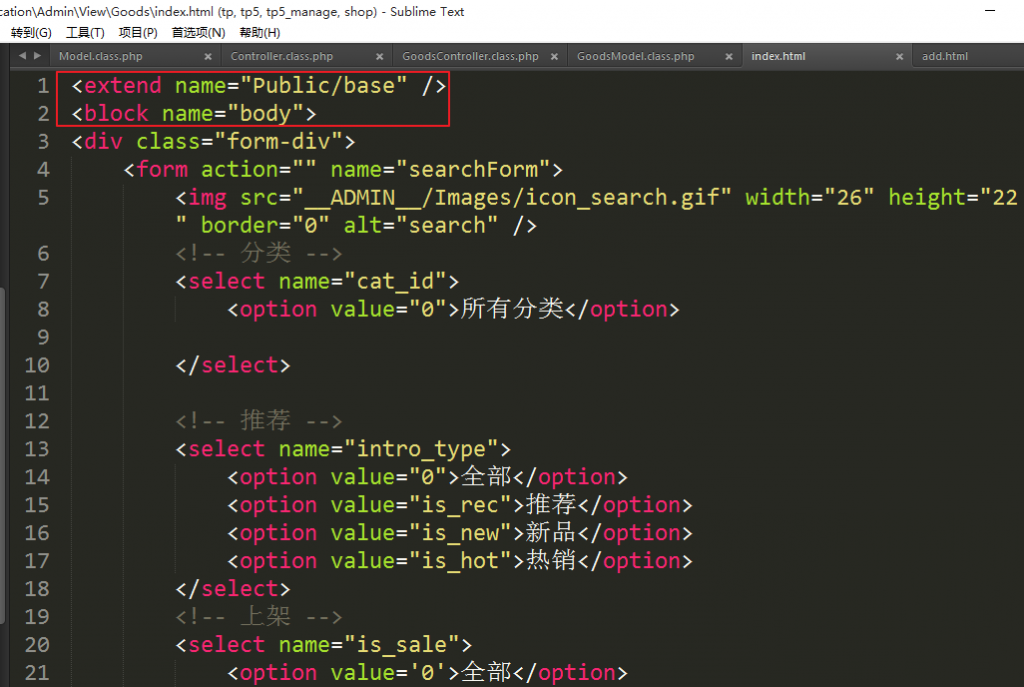 cation\Admin\View\Goods\index.html (tp, tp5, tp5_manage, shop) - Sublime Text
转到(G) 工具(T) 项目(P) 首选项(N) 帮助(H)
Model.class.php × Controller.class.php × GoodsController.class.php × GoodsModel.class.php × index.html × add.html
1 <extend name="Public/base" />
2 <block name="body">
3 <div class="form-div">
4 <form action="" name="searchForm">
5 <img src="__ADMIN__/Images/icon_search.gif" width="26" height="22
" border="0" alt="search" />
6 <!-- 分类 -->
7 <select name="cat_id">
8 <option value="0">所有分类</option>
9
10 </select>
11
12 <!-- 推荐 -->
13 <select name="intro_type">
14 <option value="0">全部</option>
15 <option value="is_rec">推荐</option>
16 <option value="is_new">新品</option>
17 <option value="is_hot">热销</option>
18 </select>
19 <!-- 上架 -->
20 <select name="is_sale">
21 <option value='0'>全部</option>